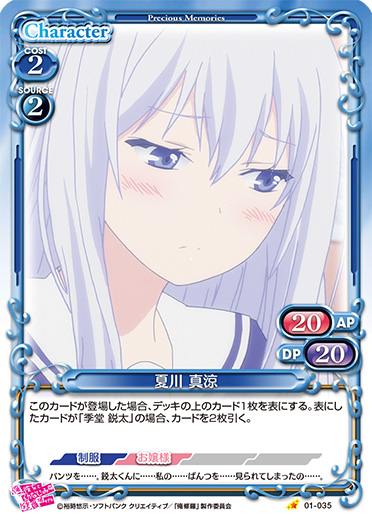 Precious Memories
Character
COST
2
SOURCE
2
20 AP
DP 20
夏川 真涼
このカードが登場した場合、デッキの上のカード1枚を表にする。表にし
たカードが「季堂 鋭太」の場合、カードを2枚引く。
制服 お嬢様
パンツを……。鋭太くんに……私の……ぱんつを……見られてしまったの……。
©裕時悠示・ソフトバンク クリエイティブ/「俺修羅」製作委員会
01-035